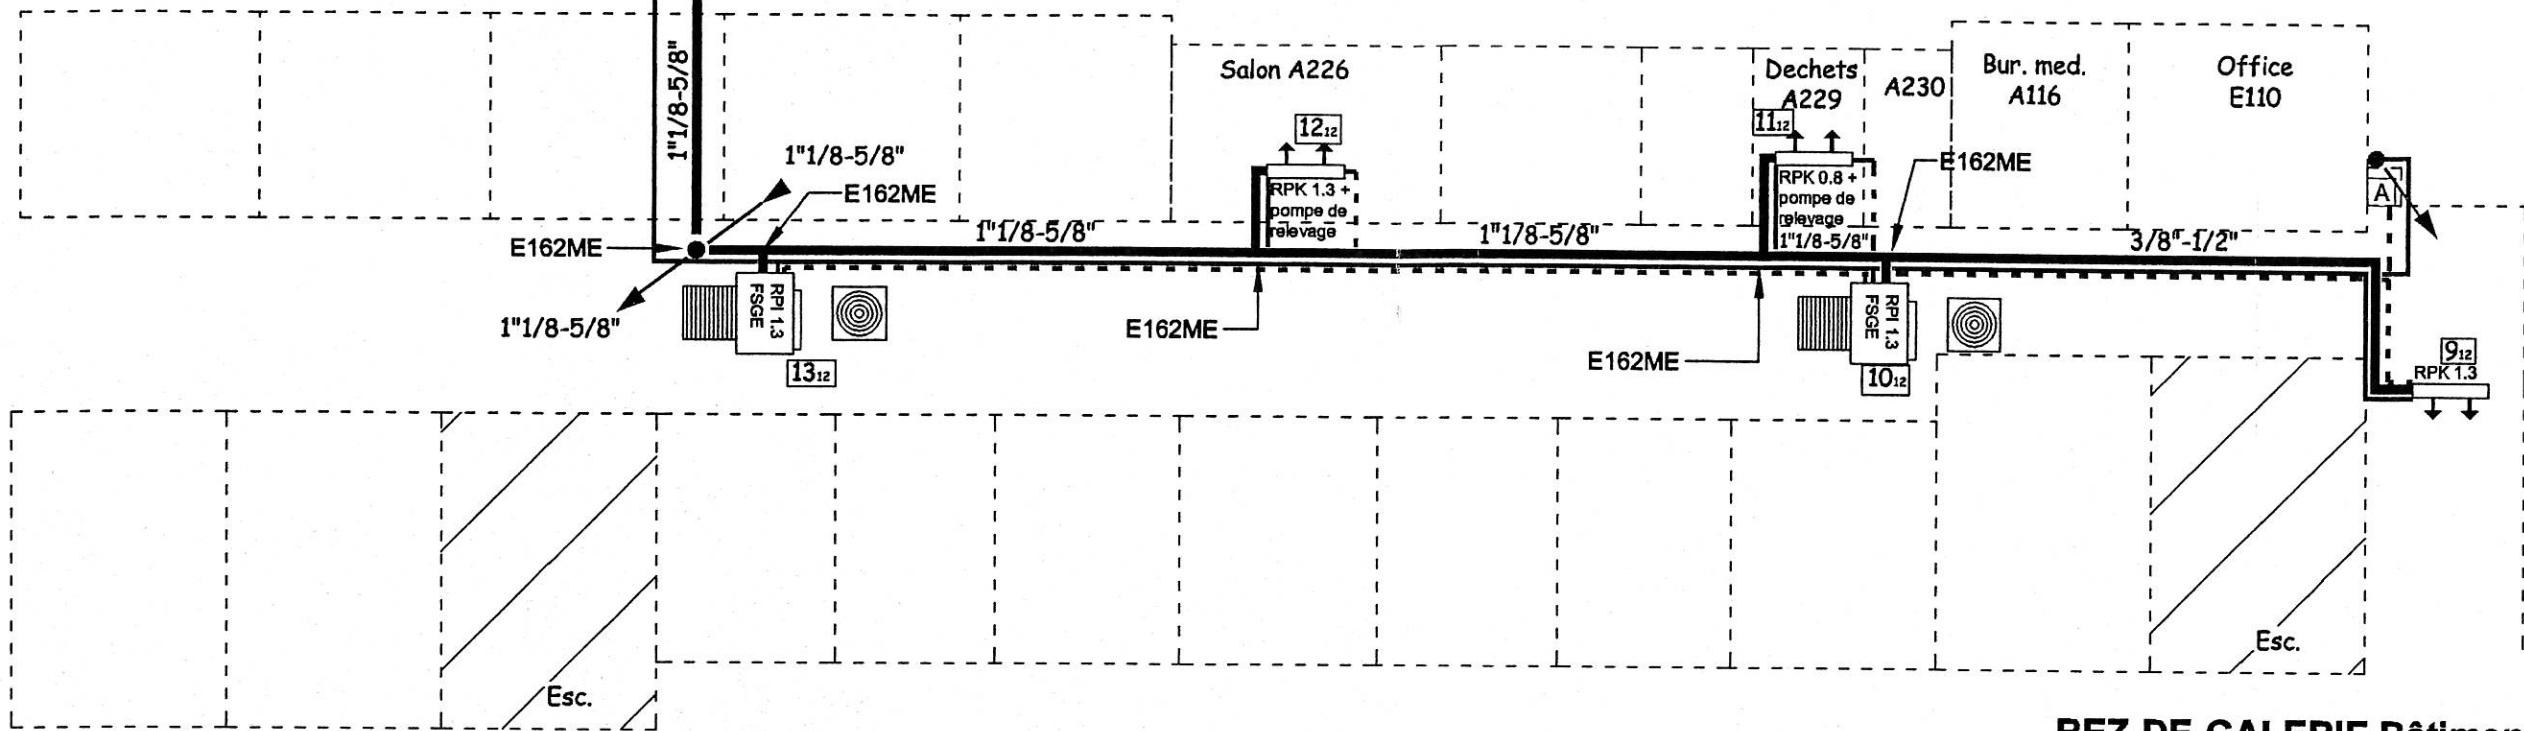 1"1/8-5/8"
Salon A226
Dechets
A229
A230
Bur. med.
A116
Office
E110
12₁₂
11₁₂
1"1/8-5/8"
E162ME
E162ME
A
RPK 1.3 +
pompe de
relevage
RPK 0.8 +
pompe de
relevage
1"1/8-5/8"
E162ME
1"1/8-5/8"
1"1/8-5/8"
3/8"-1/2"
1"1/8-5/8"
RPI 1.3
FSGE
13₁₂
E162ME
E162ME
RPI 1.3
FSGE
10₁₂
9₁₂
RPK 1.3
Esc.
Esc.
REZ DE GALERIE Bâtimen